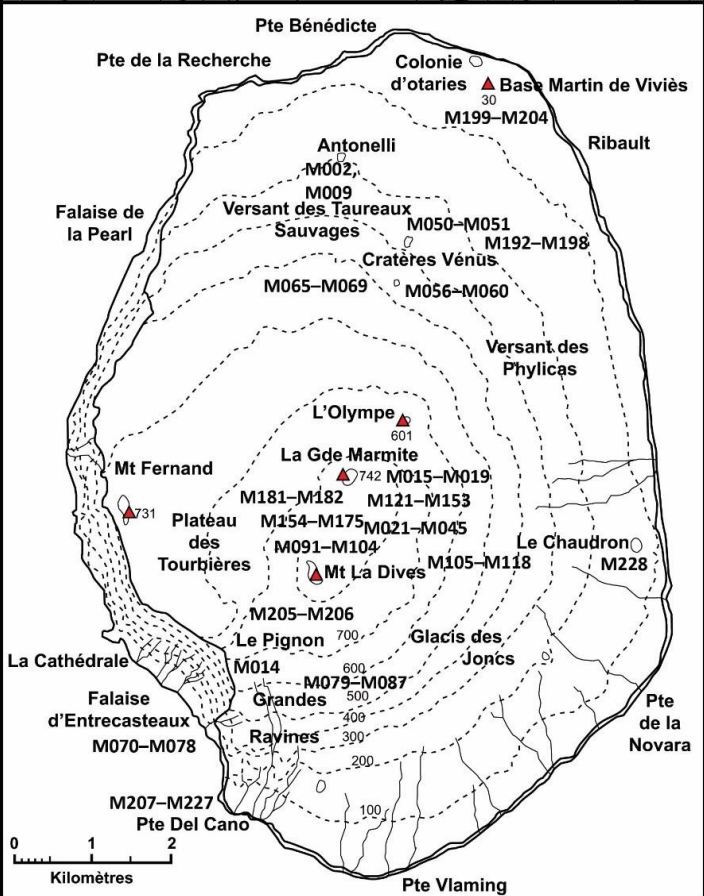 Pte Bénédicte
Pte de la Recherche
Colonie
d'otaries
Base Martin de Viviès
30
M199–M204
Ribault
Antonelli
M002,
M009
Falaise de
la Pearl
Versant des Taureaux
Sauvages
M050–M051
M192–M198
Cratères Vénus
M065–M069
M056–M060
Versant des
Phylicas
L'Olympe
601
La Gde Marmite
742
M015–M019
Mt Fernand
731
M181–M182
M121–M153
Plateau
des
Tourbières
M154–M175
M021–M045
M091–M104
Le Chaudron
M228
M105–M118
Mt La Dives
M205–M206
Le Pignon
700
Glacis des
Joncs
La Cathédrale
M014
600
M079–M087
500
Grandes
Ravines
400
300
200
100
Falaise
d'Entrecasteaux
M070–M078
Pte
de la
Novara
M207–M227
Pte Del Cano
0 1 2
Kilomètres
Pte Vlaming